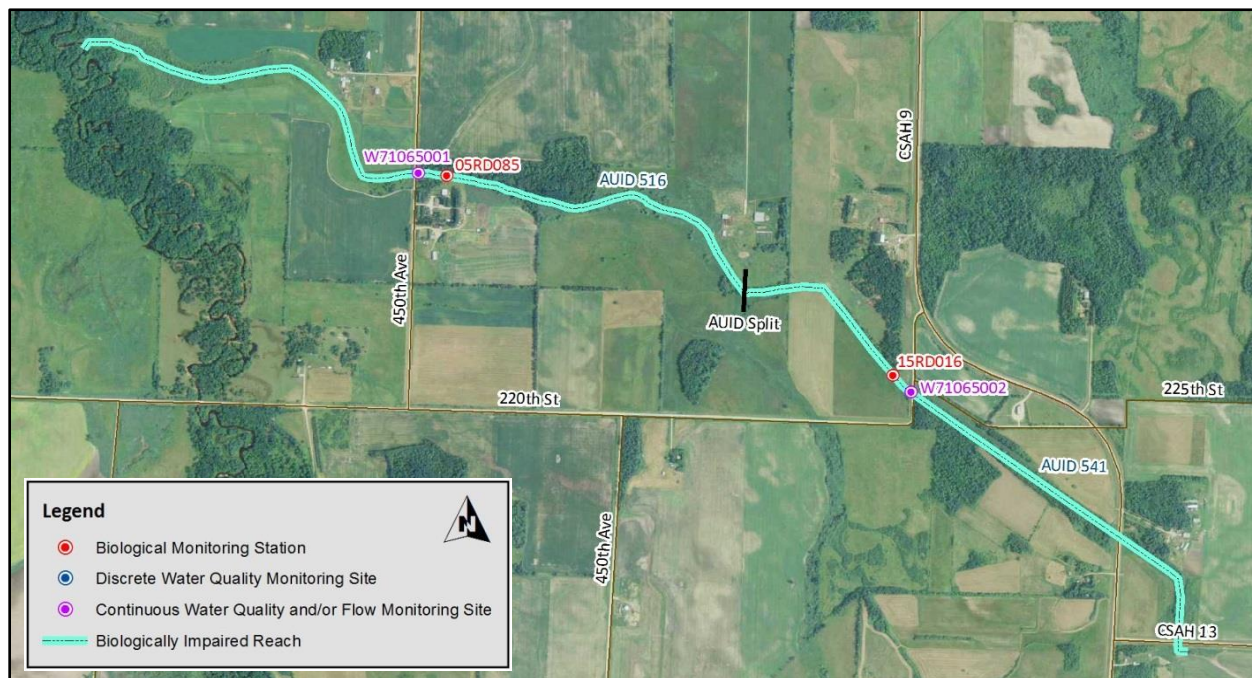 CSAH 9
W71065001
05RD085
AUID 516
450th Ave
AUID Split
15RD016
W71065002
220th St
225th St
AUID 541
450th Ave
CSAH 13
Legend
N
Biological Monitoring Station
Discrete Water Quality Monitoring Site
Continuous Water Quality and/or Flow Monitoring Site
Biologically Impaired Reach